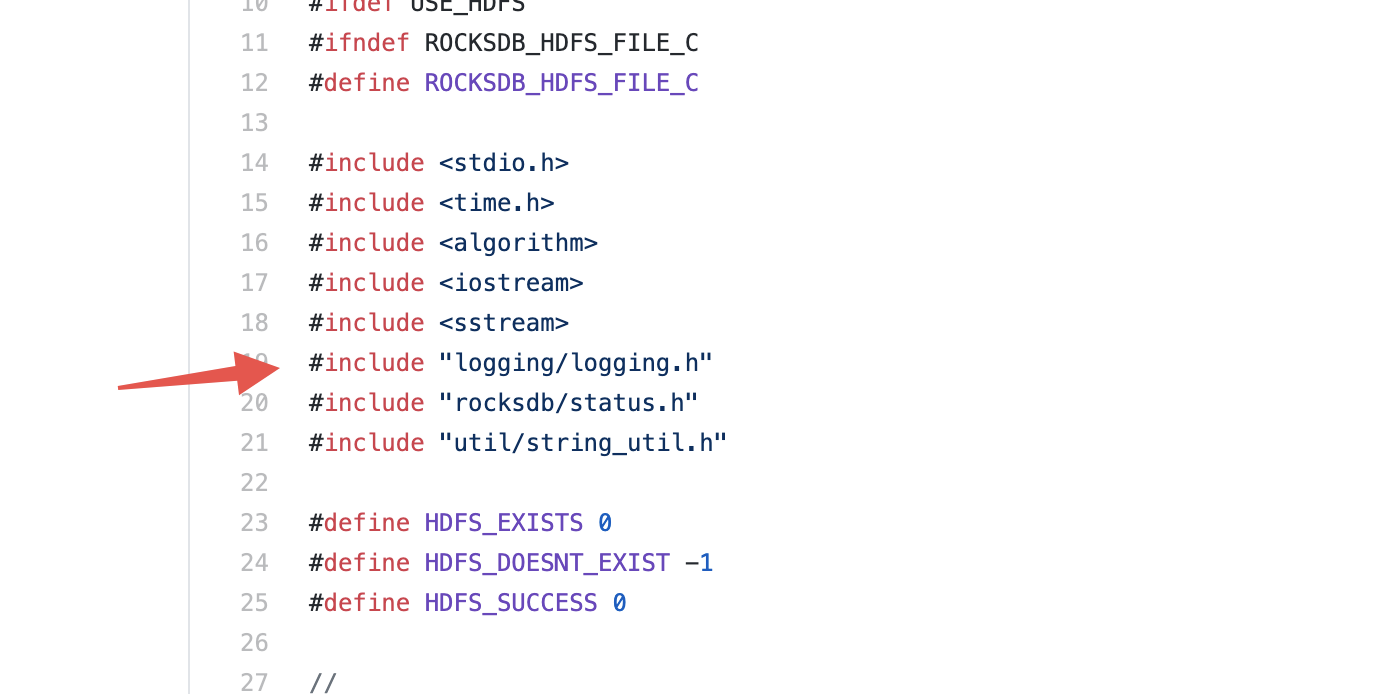 10 #ifdef USE_HDFS
11 #ifndef ROCKSDB_HDFS_FILE_C
12 #define ROCKSDB_HDFS_FILE_C
13
14 #include <stdio.h>
15 #include <time.h>
16 #include <algorithm>
17 #include <iostream>
18 #include <sstream>
19 #include "logging/logging.h"
20 #include "rocksdb/status.h"
21 #include "util/string_util.h"
22
23 #define HDFS_EXISTS 0
24 #define HDFS_DOESNT_EXIST -1
25 #define HDFS_SUCCESS 0
26
27 //